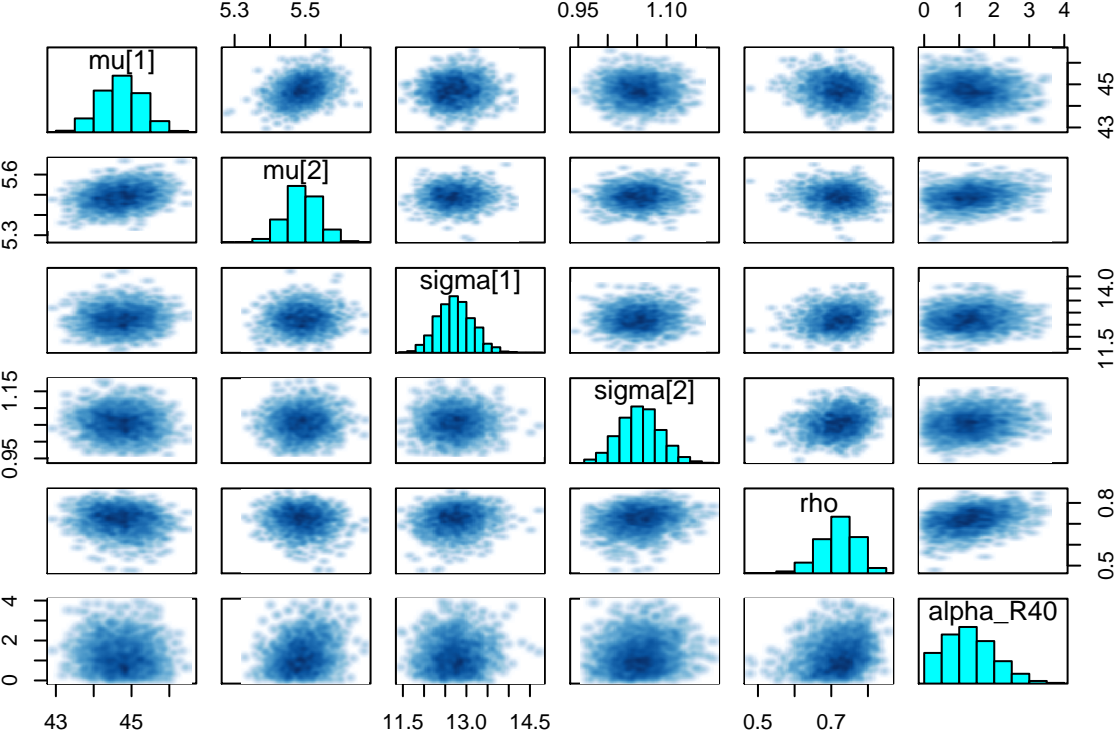 5.3 5.5 0.95 1.10 0 1 2 3 4
mu[1]
43 45
mu[2]
5.3 5.6
sigma[1]
11.5 14.0
sigma[2]
0.95 1.15
rho
0.5 0.8
alpha_R40
0 2 4
43 45 11.5 13.0 14.5 0.5 0.7